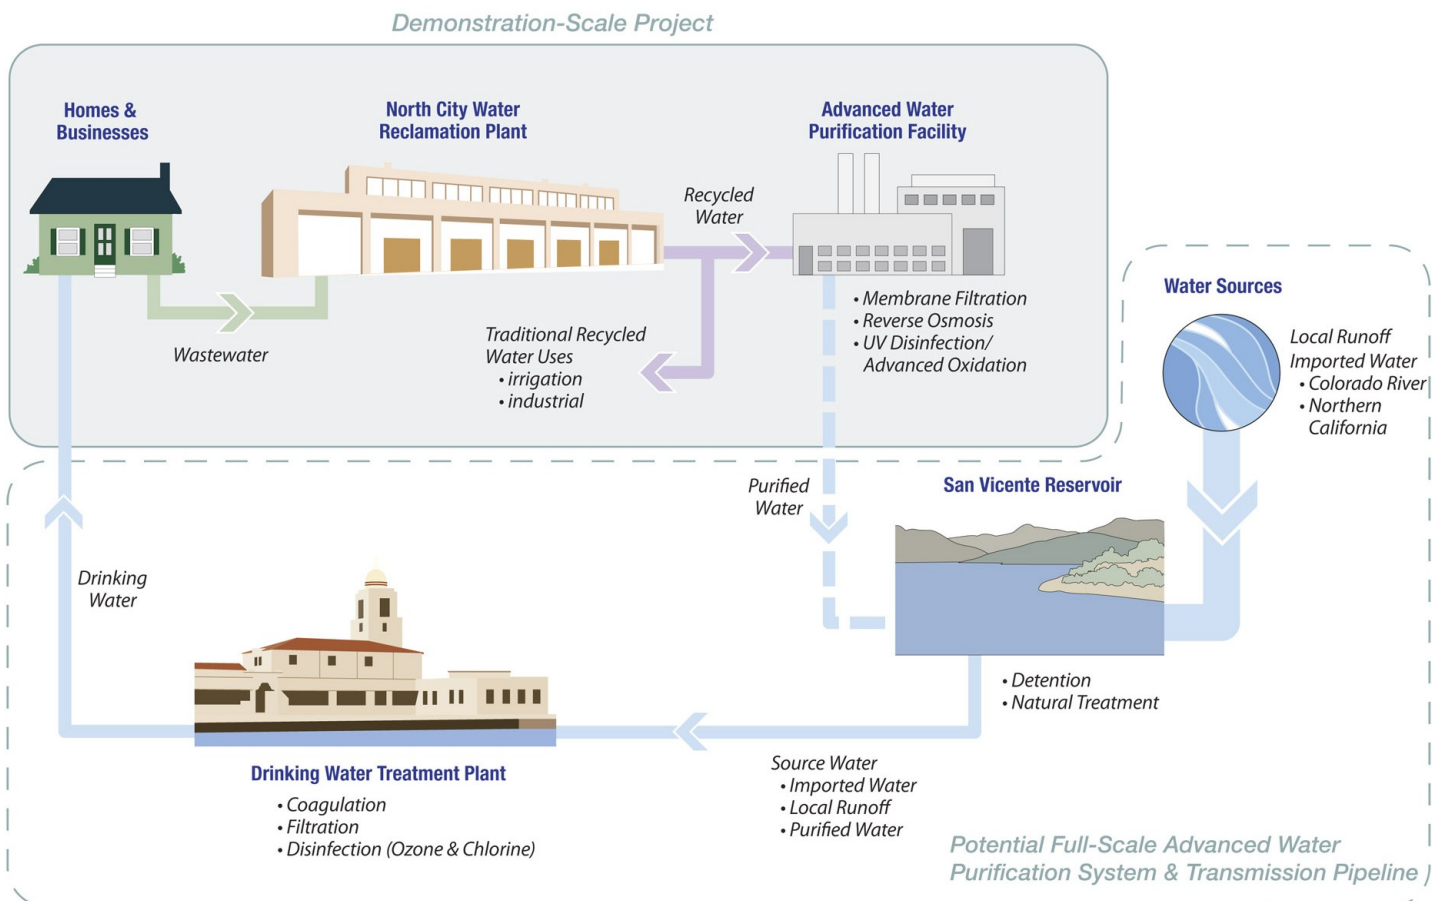 Demonstration-Scale Project
Homes &
Businesses
North City Water
Reclamation Plant
Advanced Water
Purification Facility
Recycled
Water
Wastewater
Traditional Recycled
Water Uses
• irrigation
• industrial
• Membrane Filtration
• Reverse Osmosis
• UV Disinfection/
Advanced Oxidation
Water Sources
Local Runoff
Imported Water
• Colorado River
• Northern
California
Purified
Water
San Vicente Reservoir
• Detention
• Natural Treatment
Drinking
Water
Drinking Water Treatment Plant
• Coagulation
• Filtration
• Disinfection (Ozone & Chlorine)
Source Water
• Imported Water
• Local Runoff
• Purified Water
Potential Full-Scale Advanced Water
Purification System & Transmission Pipeline